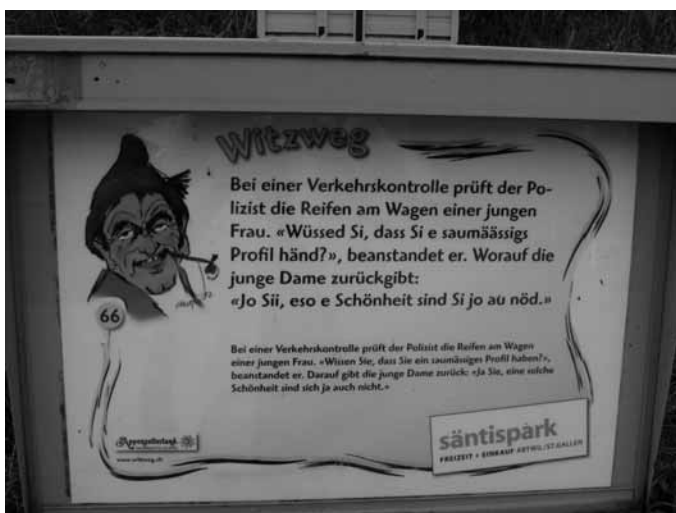 Witzweg
Bei einer Verkehrskontrolle prüft der Po-
lizist die Reifen am Wagen einer jungen
Frau. «Wüssed Si, dass Si e saumäässigs
Profil händ?», beanstandet er. Worauf die
junge Dame zurückgibt:
«Jo Sii, eso e Schönheit sind Si jo au nöd.»
66
Bei einer Verkehrskontrolle prüft der Polizist die Reifen am Wagen
einer jungen Frau. «Wissen Sie, dass Sie ein saumässiges Profil haben?»,
beanstandet er. Darauf gibt die junge Dame zurück: «Ja Sie, eine solche
Schönheit sind sich ja auch nicht.»
Appenzellerland
www.witzweg.ch
säntispark
FREIZEIT + EINKAUF ABTWIL/ST.GALLEN